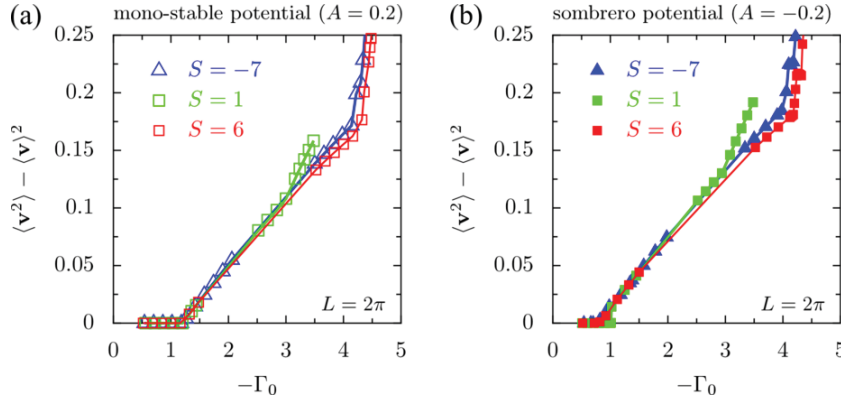 (a) mono-stable potential (A = 0.2)
⟨v²⟩ − ⟨v⟩²
0.25
0.2
0.15
0.1
0.05
0
S = −7
S = 1
S = 6
L = 2π
0 1 2 3 4 5
−Γ₀
(b) sombrero potential (A = −0.2)
⟨v²⟩ − ⟨v⟩²
0.25
0.2
0.15
0.1
0.05
0
S = −7
S = 1
S = 6
L = 2π
0 1 2 3 4 5
−Γ₀